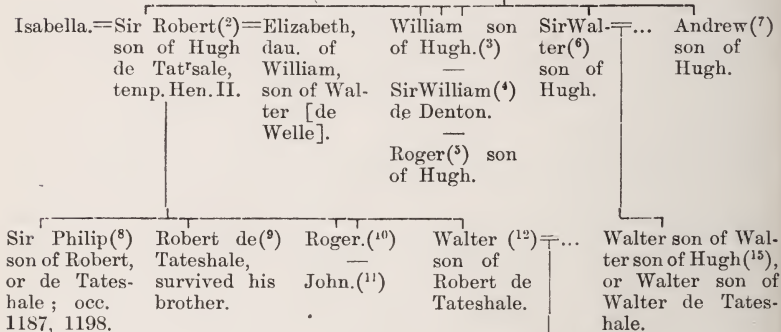 Isabella.=
Sir Robert(²)=
son of Hugh
de Tatʳsale,
temp. Hen. II.
Elizabeth,
dau. of
William,
son of Wal-
ter [de
Welle].
William son
of Hugh.(³)
—
Sir William(⁴)
de Denton.
—
Roger(⁵) son
of Hugh.
Sir Wal-=...
ter(⁶)
son of
Hugh.
Andrew(⁷)
son of
Hugh.
Sir Philip(⁸)
son of Robert,
or de Tates-
hale ; occ.
1187, 1198.
Robert de(⁹)
Tateshale,
survived his
brother.
Roger.(¹⁰)
—
John.(¹¹)
Walter (¹²)=...
son of
Robert de
Tateshale.
Walter son of Wal-
ter son of Hugh(¹⁵),
or Walter son of
Walter de Tates-
hale.